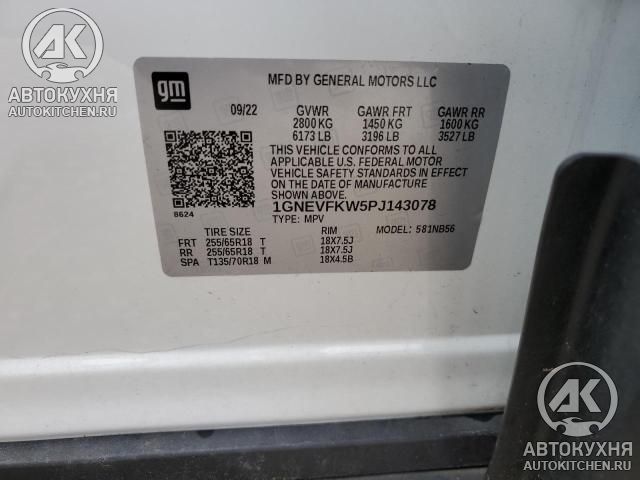 АВТОКУХНЯ
AUTOKITCHEN.RU
gm
MFD BY GENERAL MOTORS LLC
09/22 GVWR GAWR FRT GAWR RR
2800 KG 1450 KG 1600 KG
6173 LB 3196 LB 3527 LB
THIS VEHICLE CONFORMS TO ALL
APPLICABLE U.S. FEDERAL MOTOR
VEHICLE SAFETY STANDARDS IN EFFECT
ON THE DATE OF MANUFACTURE
SHOWN ABOVE.
8624
1GNEVFKW5PJ143078
TYPE: MPV
TIRE SIZE RIM MODEL: 581NB56
FRT 255/65R18 T 18X7.5J
RR 255/65R18 T 18X7.5J
SPA T135/70R18 M 18X4.5B
АК
АВТОКУХНЯ
AUTOKITCHEN.RU